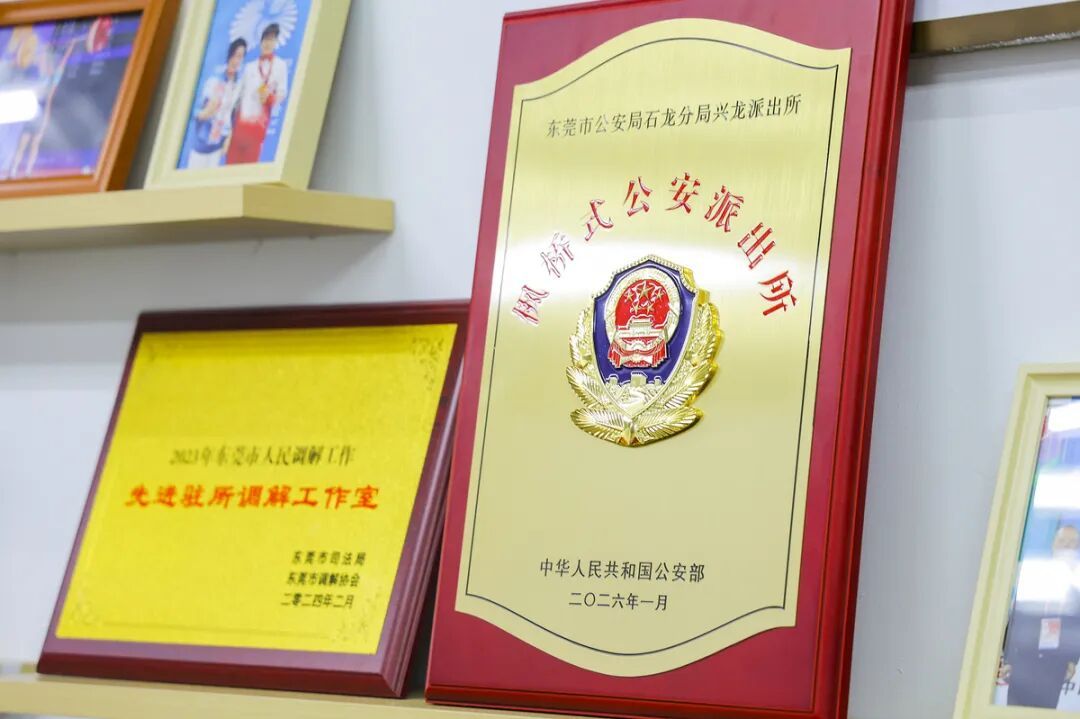 东莞市公安局石龙分局兴龙派出所
枫桥式公安派出所
中华人民共和国公安部
二〇二六年一月
2023年东莞市人民调解工作
先进驻所调解工作室
东莞市司法局
东莞市调解协会
二零二四年二月